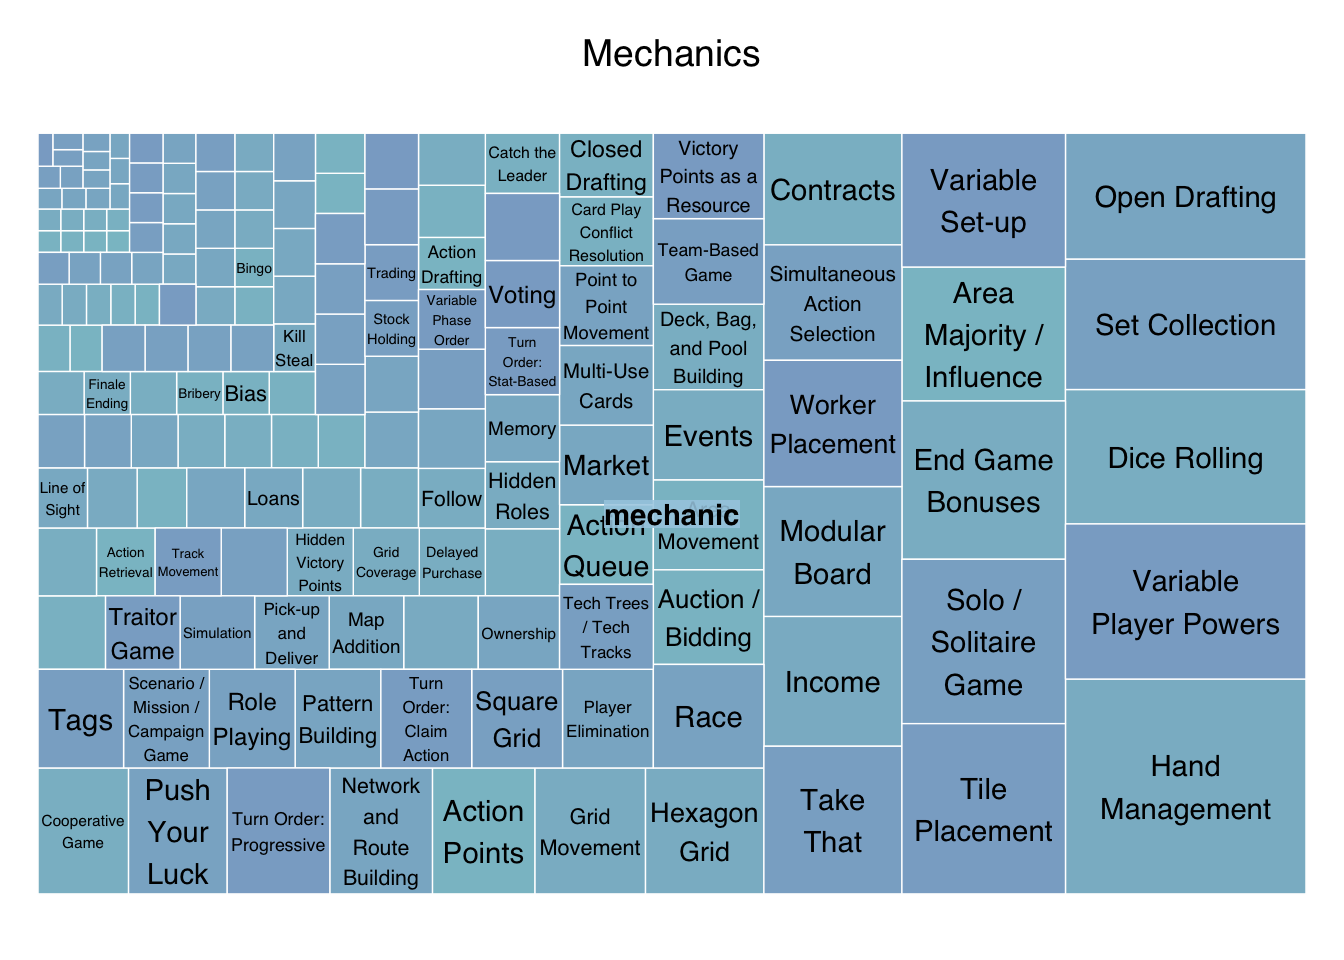 Mechanics
Catch the
Leader
Closed
Drafting
Victory
Points as a
Resource
Contracts
Variable
Set-up
Open Drafting
Card Play
Conflict
Resolution
Action
Drafting
Bingo
Trading
Voting
Point to
Point
Movement
Team-Based
Game
Simultaneous
Action
Selection
Area
Majority /
Influence
Set Collection
Variable
Phase
Order
Stock
Holding
Kill
Steal
Turn
Order:
Stat-Based
Multi-Use
Cards
Deck, Bag,
and Pool
Building
Worker
Placement
Finale
Ending
Bribery
Bias
Memory
Market
Events
End Game
Bonuses
Dice Rolling
Line of
Sight
Loans
Follow
Hidden
Roles
Action
Queue
mechanic
Movement
Modular
Board
Action
Retrieval
Track
Movement
Hidden
Victory
Points
Grid
Coverage
Delayed
Purchase
Variable
Player Powers
Traitor
Game
Simulation
Pick-up
and
Deliver
Map
Addition
Ownership
Tech Trees
/ Tech
Tracks
Auction /
Bidding
Income
Solo /
Solitaire
Game
Tags
Scenario /
Mission /
Campaign
Game
Role
Playing
Pattern
Building
Turn
Order:
Claim
Action
Square
Grid
Player
Elimination
Race
Hand
Management
Cooperative
Game
Push
Your
Luck
Turn Order:
Progressive
Network
and
Route
Building
Action
Points
Grid
Movement
Hexagon
Grid
Take
That
Tile
Placement